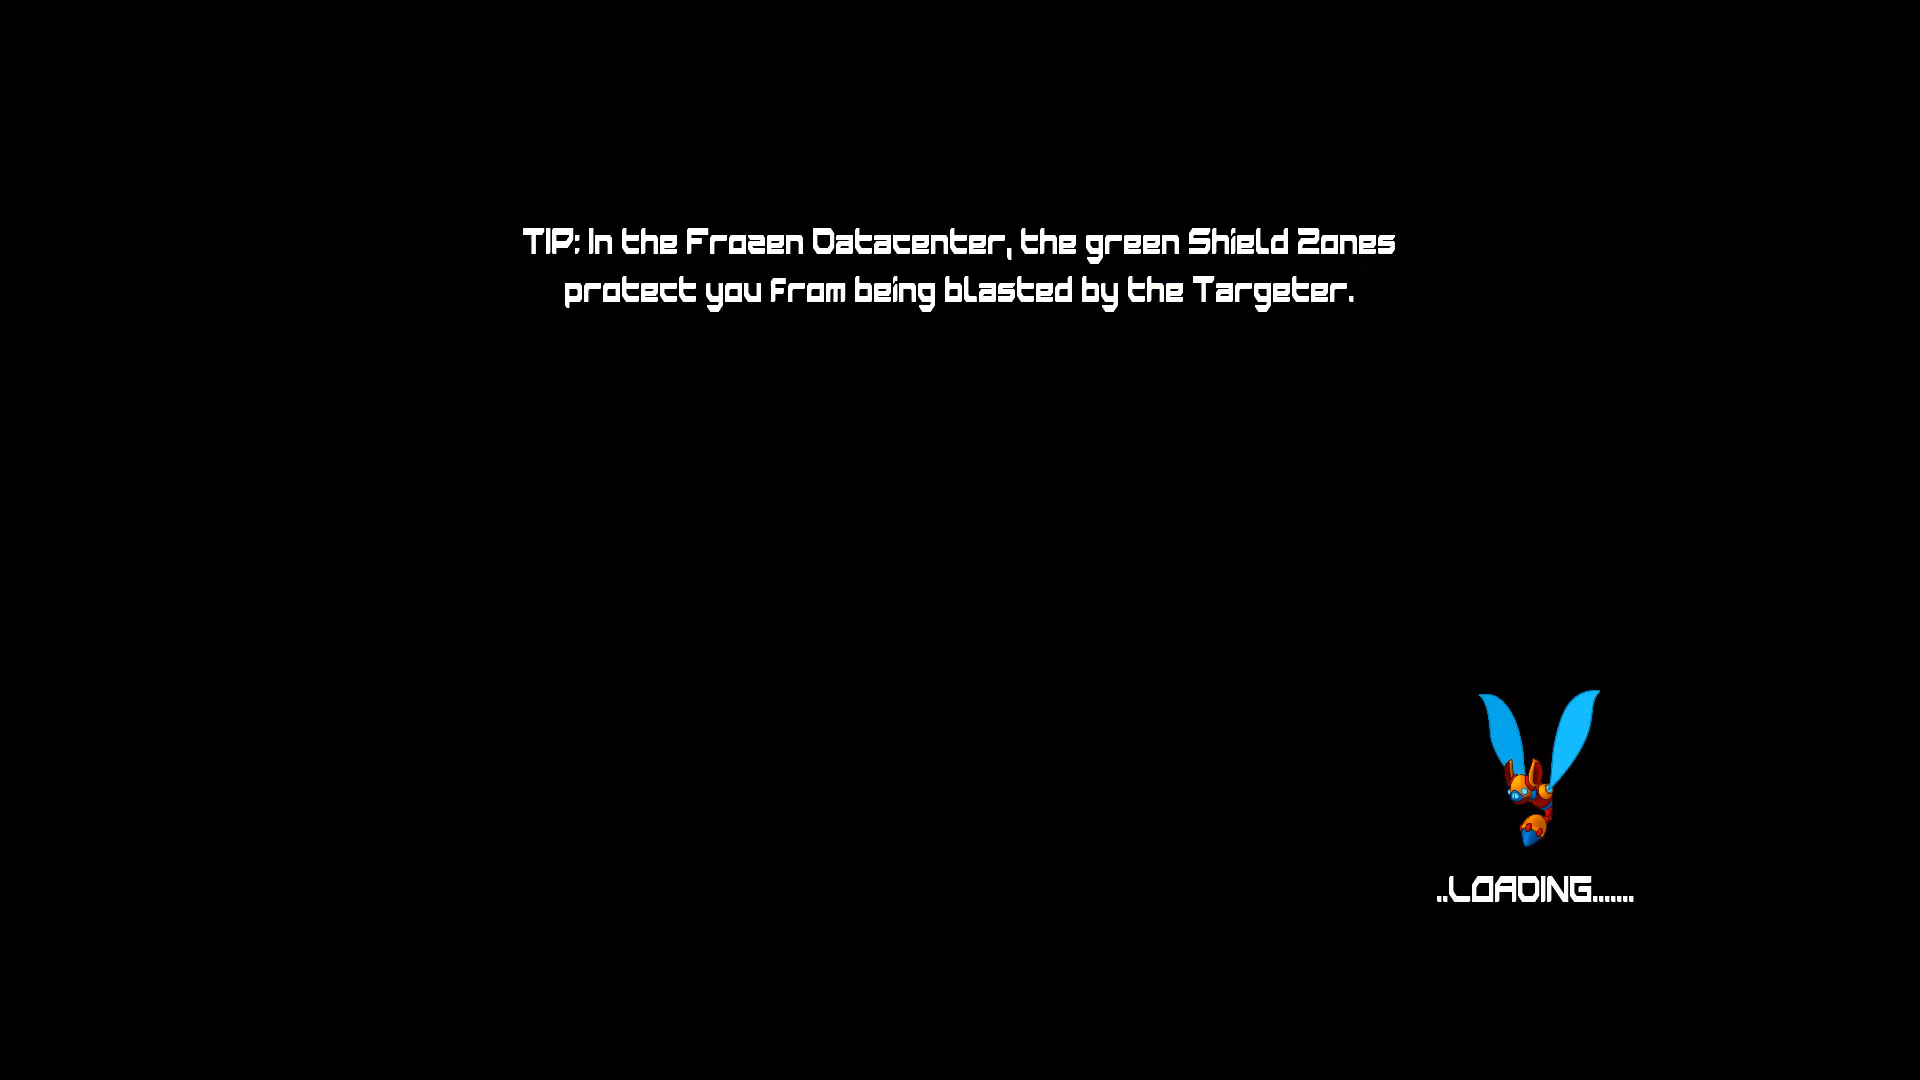 TIP: In the Frozen Datacenter, the green Shield Zones
protect you from being blasted by the Targeter.
..LOADING.......